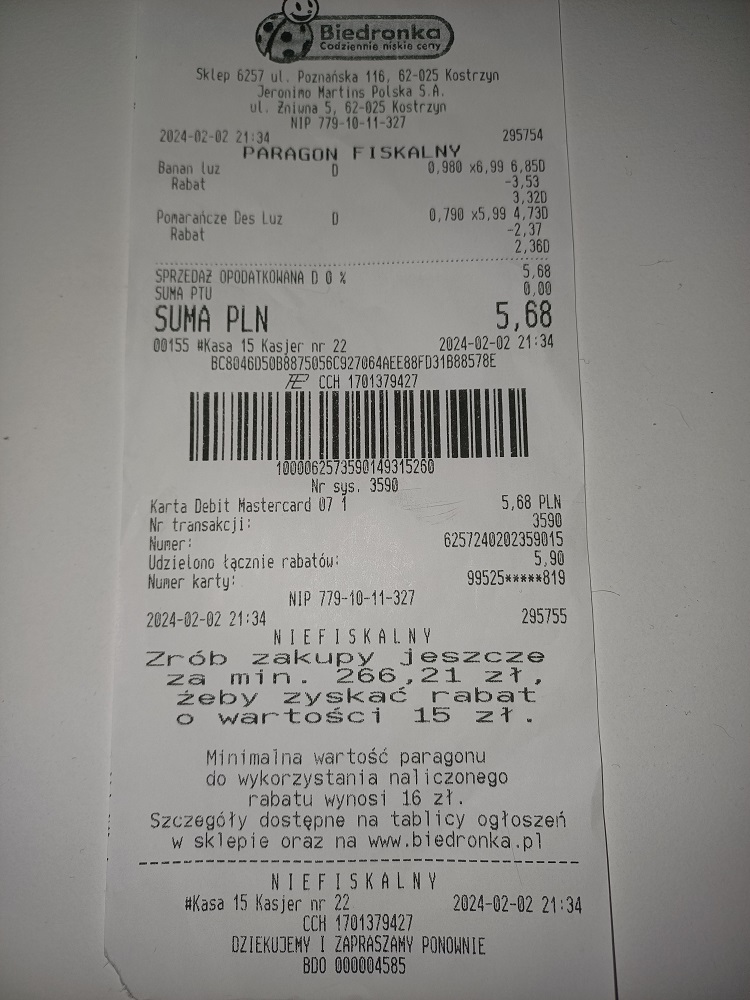 Biedronka
Codziennie niskie ceny
Sklep 6257 ul. Poznańska 116, 62-025 Kostrzyn
Jeronimo Martins Polska S.A.
ul. Żniwna 5, 62-025 Kostrzyn
NIP 779-10-11-327
2024-02-02 21:34 295754
PARAGON FISKALNY
Banan luz D 0,980 x6,99 6,85D
Rabat -3,53
3,32D
Pomarańcze Des Luz D 0,790 x5,99 4,73D
Rabat -2,37
2,36D
SPRZEDAŻ OPODATKOWANA D 0 % 5,68
SUMA PTU 0,00
SUMA PLN 5,68
00155 #Kasa 15 Kasjer nr 22 2024-02-02 21:34
BC8046D50B8875056C927064AEE88FD31B88578E
CCH 1701379427
1000062573590149315260
Nr sys. 3590
Karta Debit Mastercard 07 1 5,68 PLN
Nr transakcji: 3590
Numer: 6257240202359015
Udzielono łącznie rabatów: 5,90
Numer karty: 99525*****819
NIP 779-10-11-327
2024-02-02 21:34 295755
NIEFISKALNY
Zrób zakupy jeszcze
za min. 266,21 zł,
żeby zyskać rabat
o wartości 15 zł.
Minimalna wartość paragonu
do wykorzystania naliczonego
rabatu wynosi 16 zł.
Szczegóły dostępne na tablicy ogłoszeń
w sklepie oraz na www.biedronka.pl
NIEFISKALNY
#Kasa 15 Kasjer nr 22 2024-02-02 21:34
CCH 1701379427
DZIEKUJEMY I ZAPRASZAMY PONOWNIE
BDO 000004585